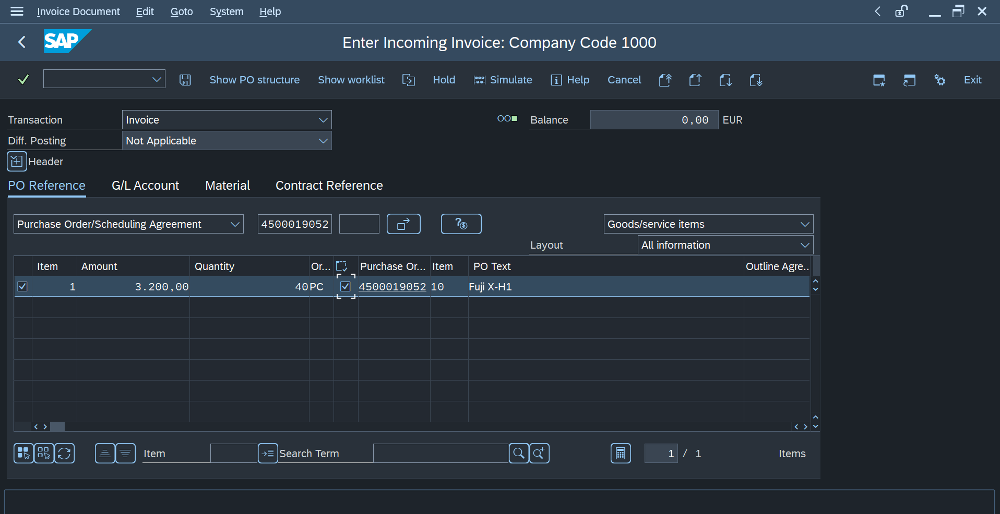 Invoice Document Edit Goto System Help
SAP
Enter Incoming Invoice: Company Code 1000
Show PO structure Show worklist Hold Simulate Help Cancel Exit
Transaction Invoice Balance 0,00 EUR
Diff. Posting Not Applicable
Header
PO Reference G/L Account Material Contract Reference
Purchase Order/Scheduling Agreement 4500019052 Goods/service items
Layout All information
Item Amount Quantity Or... Purchase Or... Item PO Text Outline Agre..
1 3.200,00 40 PC 4500019052 10 Fuji X-H1
Item Search Term 1 / 1 Items